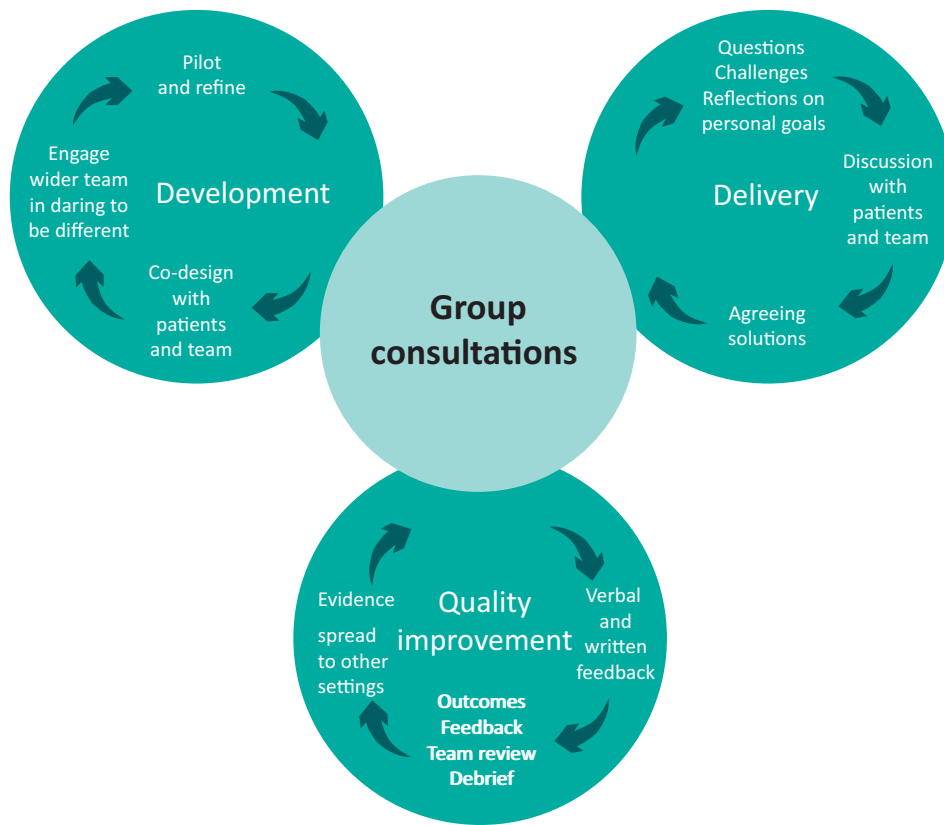 Pilot
and refine
Engage
wider team
in daring to
be different
Development
Co-design
with
patients
and team
Questions
Challenges
Reflections on
personal goals
Delivery
Discussion
with
patients
and team
Agreeing
solutions
Group
consultations
Quality
improvement
Verbal
and
written
feedback
Outcomes
Feedback
Team review
Debrief
Evidence
spread
to other
settings